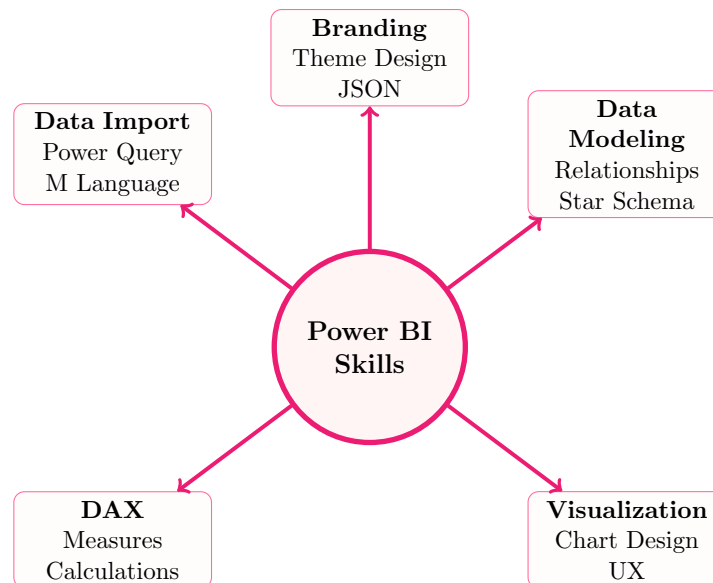 Branding
Theme Design
JSON
Data Import
Power Query
M Language
Data
Modeling
Relationships
Star Schema
Power BI
Skills
DAX
Measures
Calculations
Visualization
Chart Design
UX